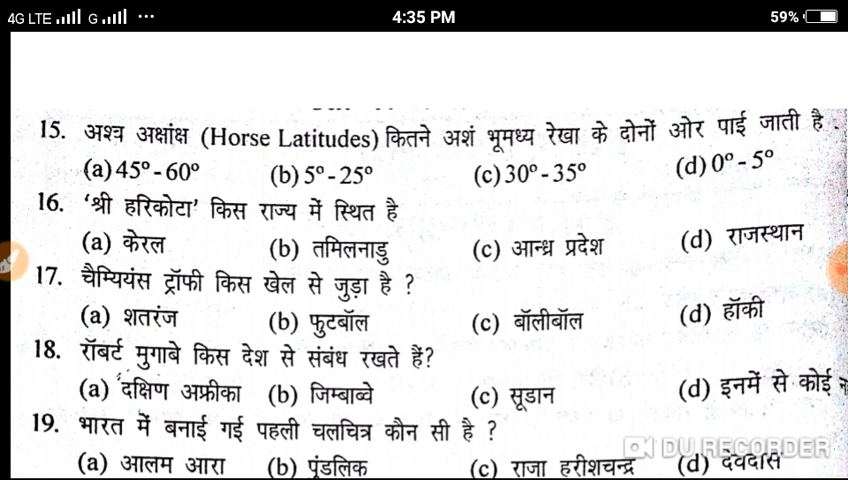 4G LTE G ... 4:35 PM 59%
15. अश्व अक्षांक्ष (Horse Latitudes) कितने अशं भूमध्य रेखा के दोनों ओर पाई जाती है -
(a) 45° - 60° (b) 5° - 25° (c) 30° - 35° (d) 0° - 5°
16. 'श्री हरिकोटा' किस राज्य में स्थित है
(a) केरल (b) तमिलनाडु (c) आन्ध्र प्रदेश (d) राजस्थान
17. चैम्पियंस ट्रॉफी किस खेल से जुड़ा है ?
(a) शतरंज (b) फुटबॉल (c) बॉलीबॉल (d) हॉकी
18. रॉबर्ट मुगाबे किस देश से संबंध रखते हैं?
(a) दक्षिण अफ्रीका (b) जिम्बाब्वे (c) सूडान (d) इनमें से कोई
19. भारत में बनाई गई पहली चलचित्र कौन सी है ?
(a) आलम आरा (b) पुंडलिक (c) राजा हरीशचन्द्र (d) देवदास
DU RECORDER